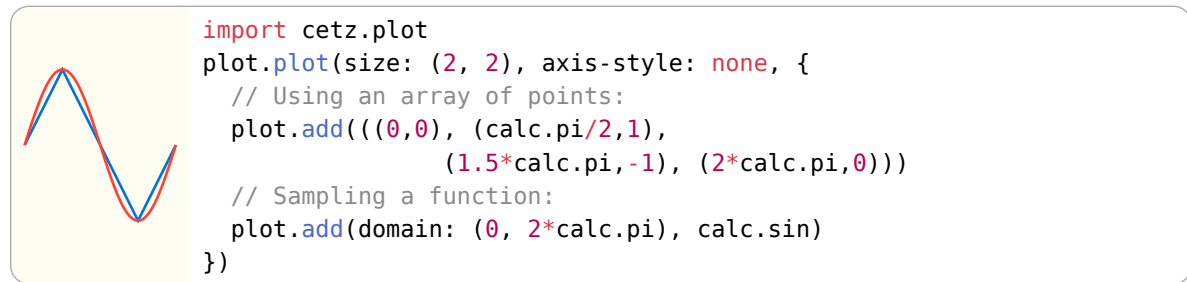 import cetz.plot
plot.plot(size: (2, 2), axis-style: none, {
  // Using an array of points:
  plot.add(((0,0), (calc.pi/2,1),
                (1.5*calc.pi,-1), (2*calc.pi,0)))
  // Sampling a function:
  plot.add(domain: (0, 2*calc.pi), calc.sin)
})